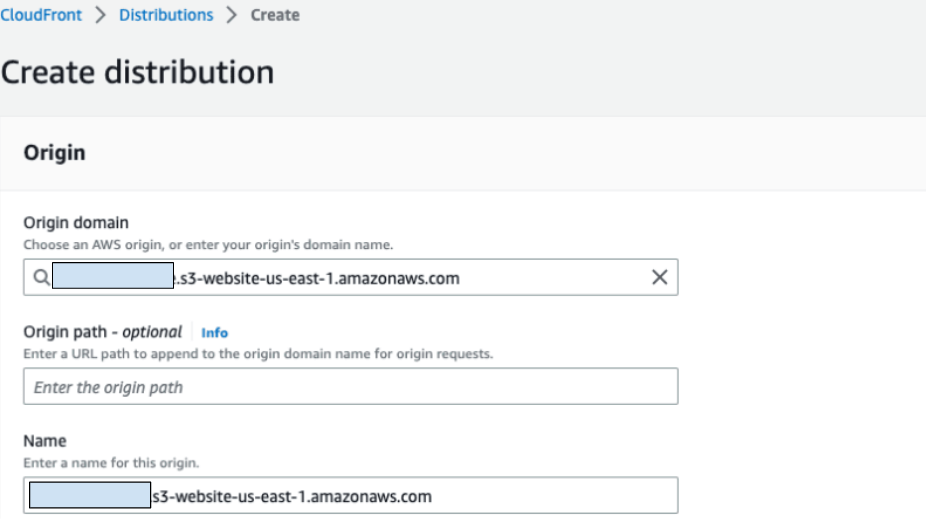 CloudFront > Distributions > Create
Create distribution
Origin
Origin domain
Choose an AWS origin, or enter your origin's domain name.
.s3-website-us-east-1.amazonaws.com
Origin path - optional Info
Enter a URL path to append to the origin domain name for origin requests.
Enter the origin path
Name
Enter a name for this origin.
s3-website-us-east-1.amazonaws.com